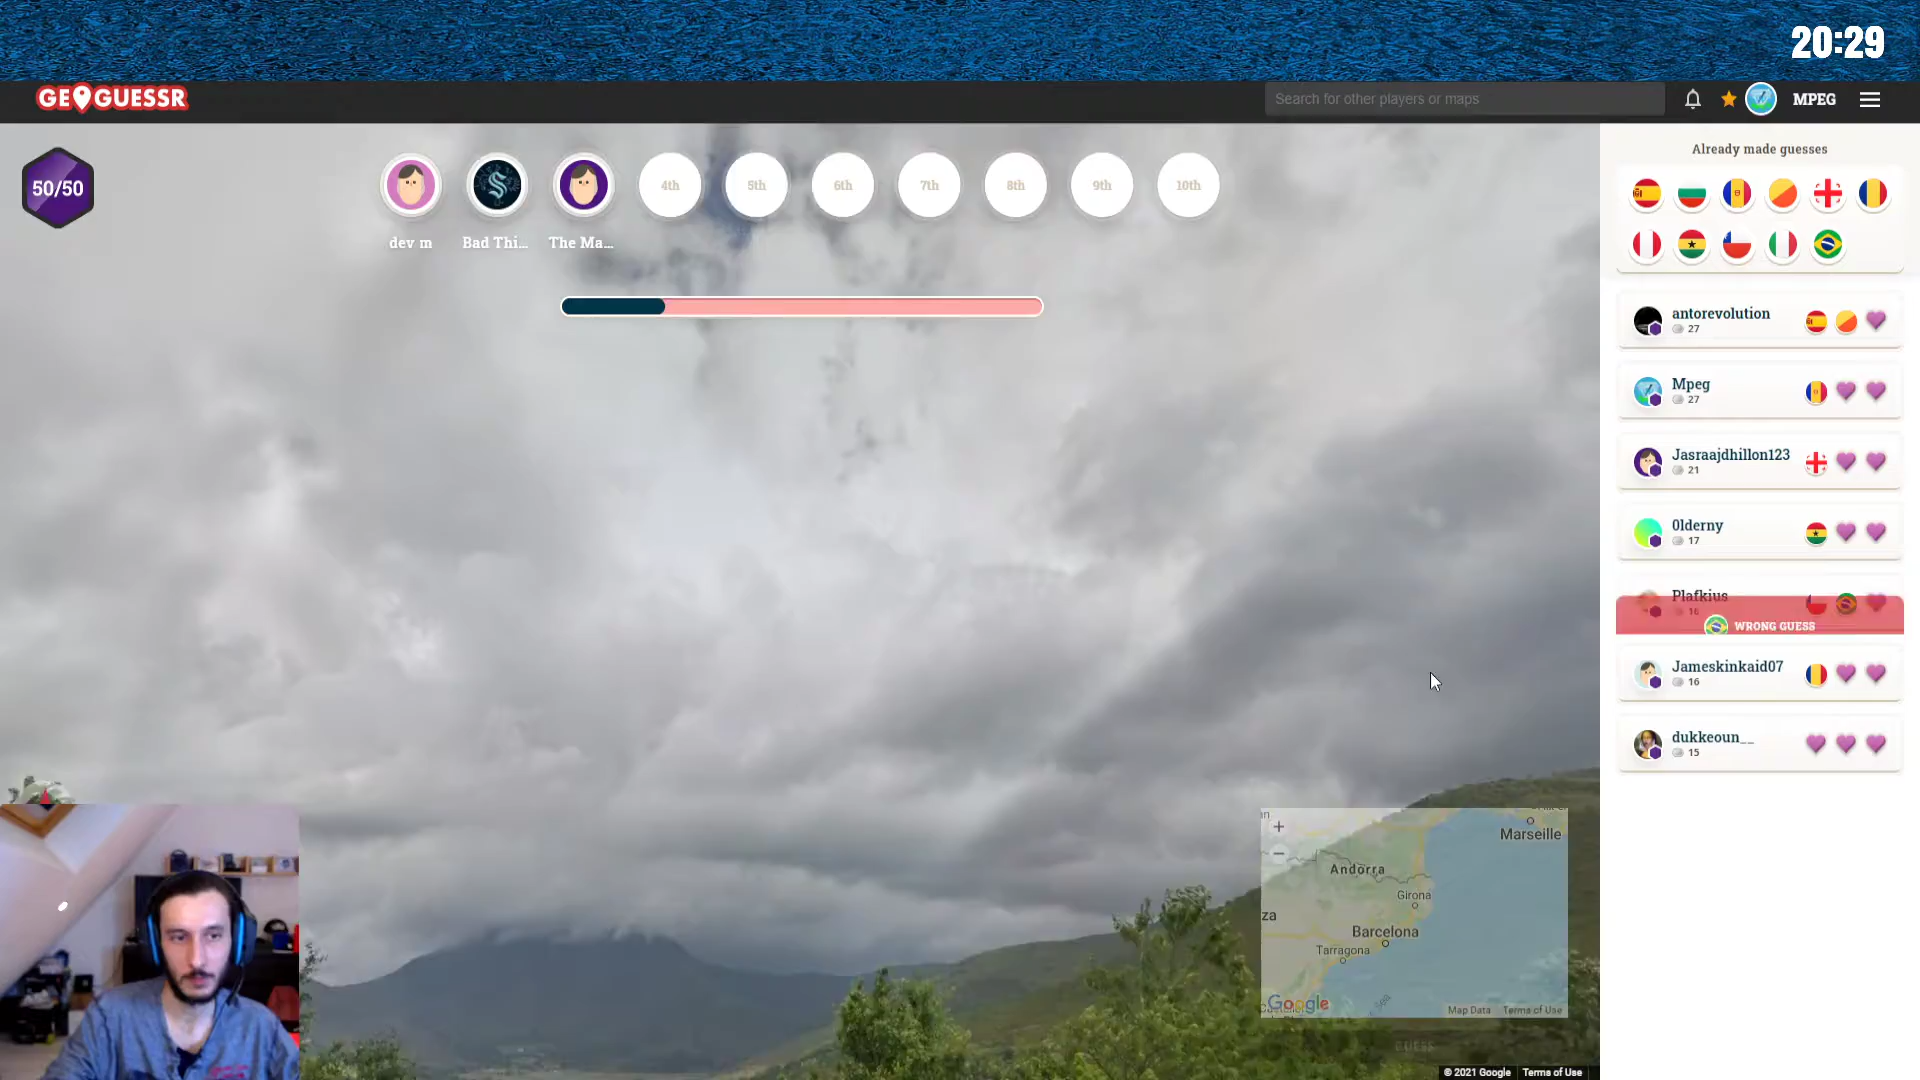 20:29
GEOGUESSR
Search for other players or maps
MPEG
50/50
4th
5th
6th
7th
8th
9th
10th
dev m
Bad Thi...
The Ma...
Already made guesses
antorevolution
27
Mpeg
27
Jasraajdhillon123
21
0lderny
17
Plafkius
16
WRONG GUESS
Jameskinkaid07
16
dukkeoun__
15
+
−
Marseille
Andorra
Girona
za
Barcelona
Tarragona
Google
Map Data
Terms of Use
GUESS
© 2021 Google
Terms of Use